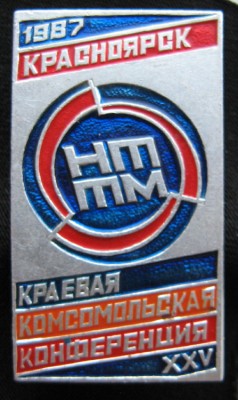 1987
КРАСНОЯРСК
НТ
ТМ
КРАЕВАЯ
КОМСОМОЛЬСКАЯ
КОНФЕРЕНЦИЯ
XXV